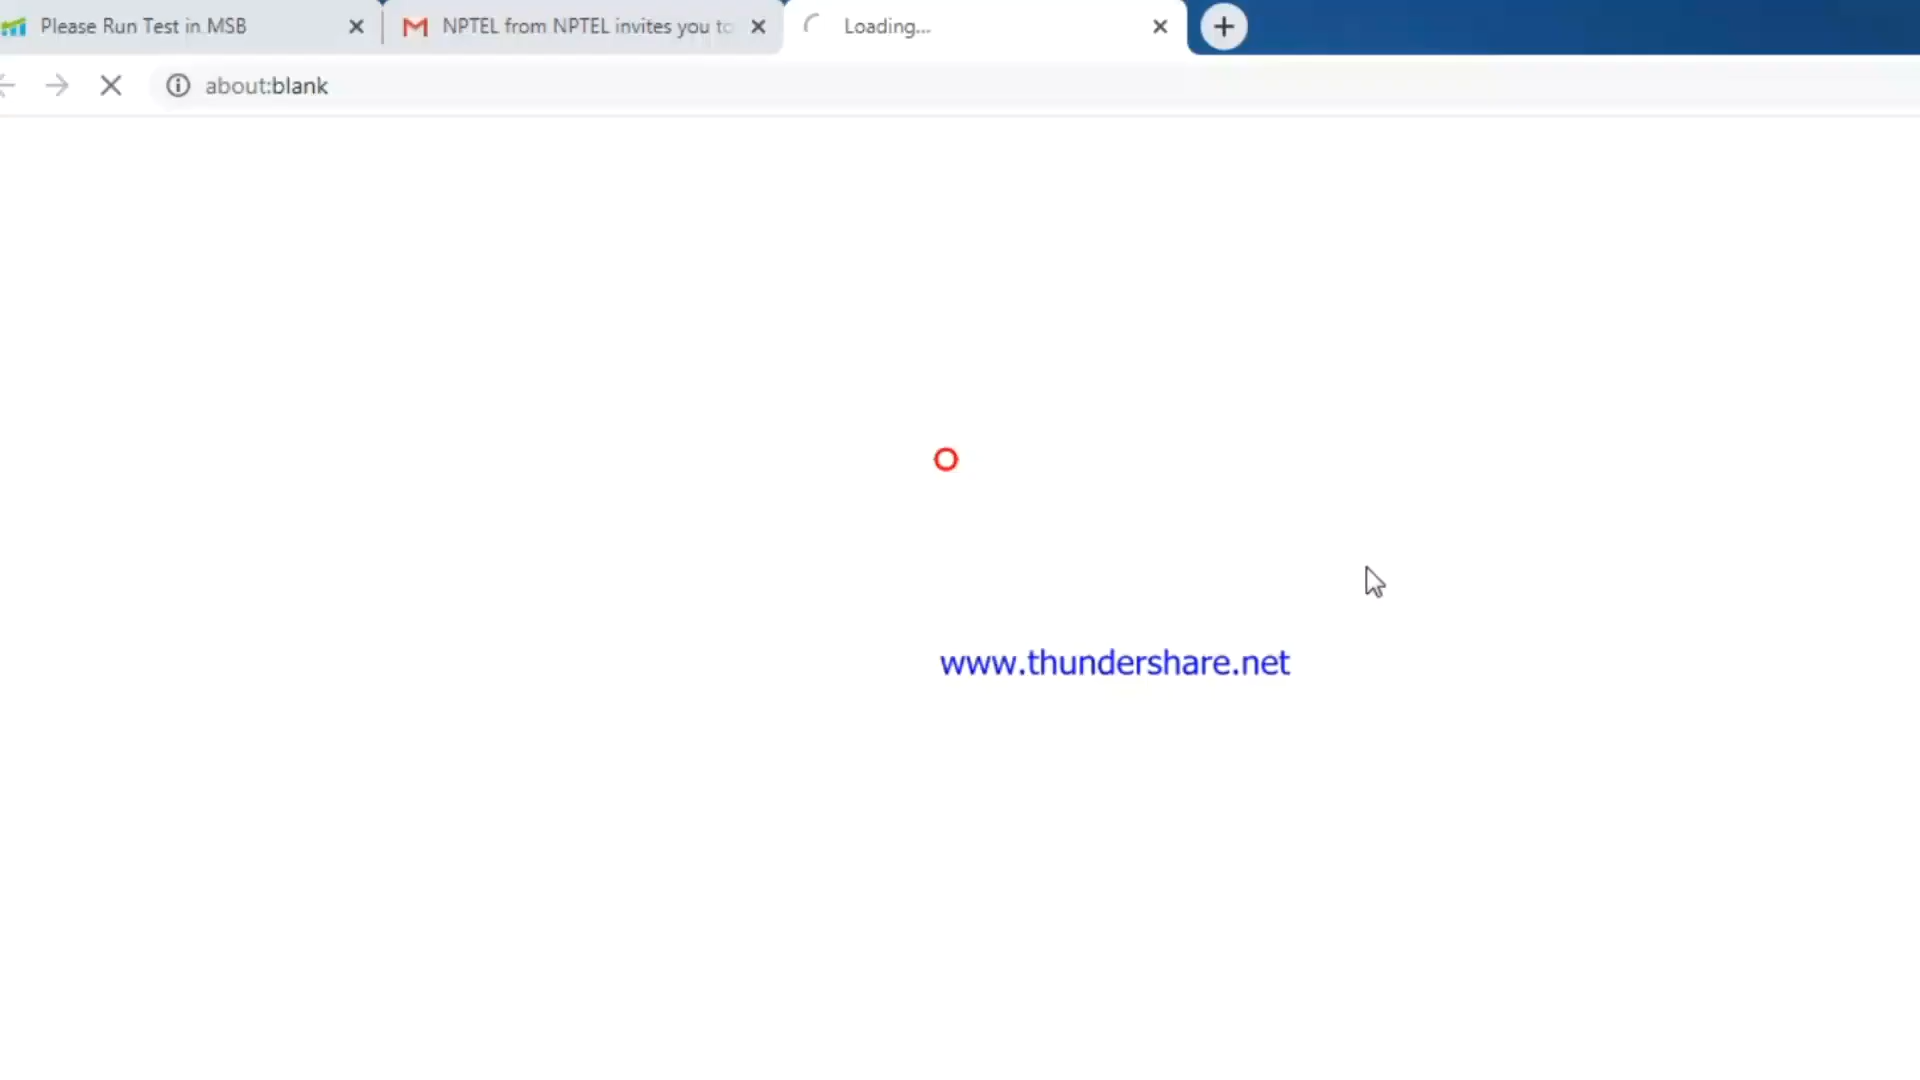 Please Run Test in MSB
NPTEL from NPTEL invites you to
Loading...
about:blank
www.thundershare.net